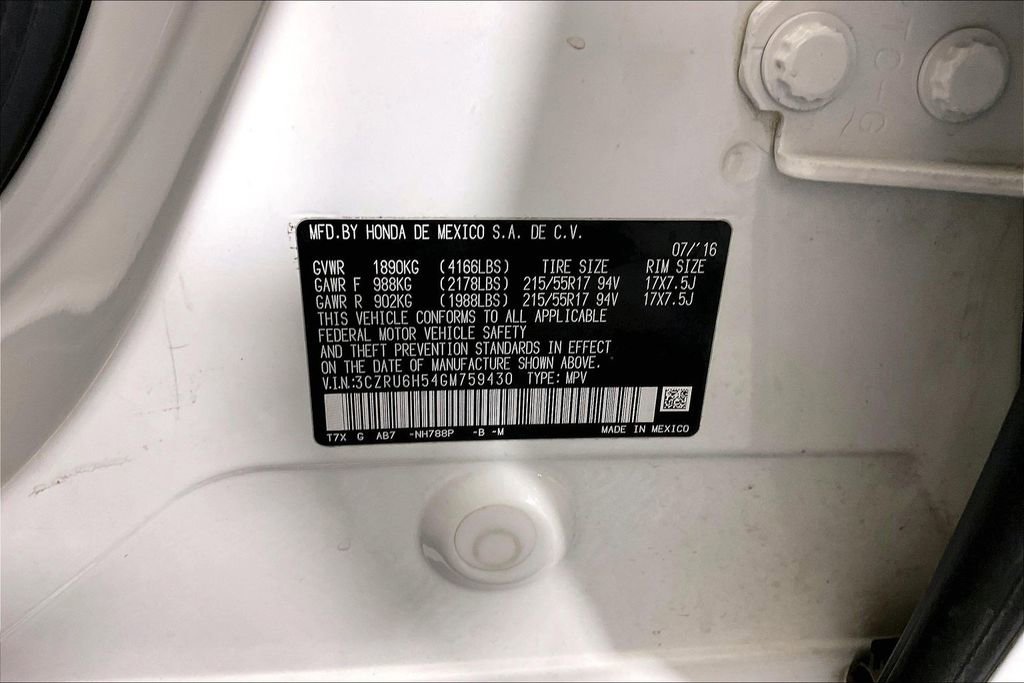 MFD.BY HONDA DE MEXICO S.A. DE C.V.
07/'16
GVWR 1890KG (4166LBS) TIRE SIZE RIM SIZE
GAWR F 988KG (2178LBS) 215/55R17 94V 17X7.5J
GAWR R 902KG (1988LBS) 215/55R17 94V 17X7.5J
THIS VEHICLE CONFORMS TO ALL APPLICABLE
FEDERAL MOTOR VEHICLE SAFETY
AND THEFT PREVENTION STANDARDS IN EFFECT
ON THE DATE OF MANUFACTURE SHOWN ABOVE.
V.I.N.:3CZRU6H54GM759430 TYPE: MPV
T7X G AB7 -NH788P -B -M MADE IN MEXICO